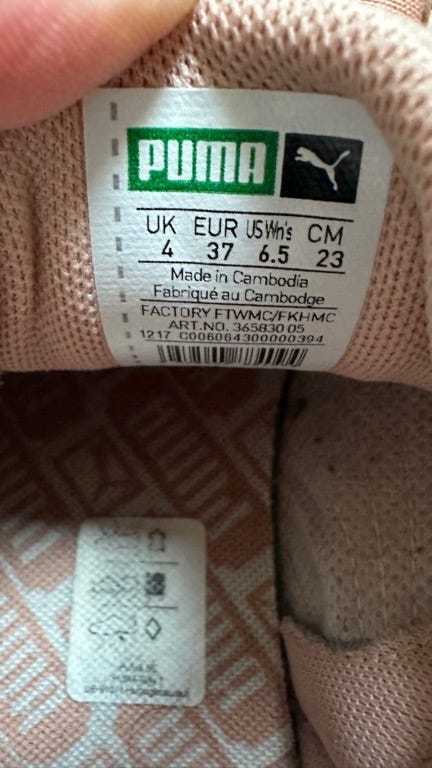 PUMA
UK EUR US Wn's CM
4 37 6.5 23
Made in Cambodia
Fabriqué au Cambodge
FACTORY FTWMC/FKHMC
ART.NO. 365830 05
1217 C006064300000394